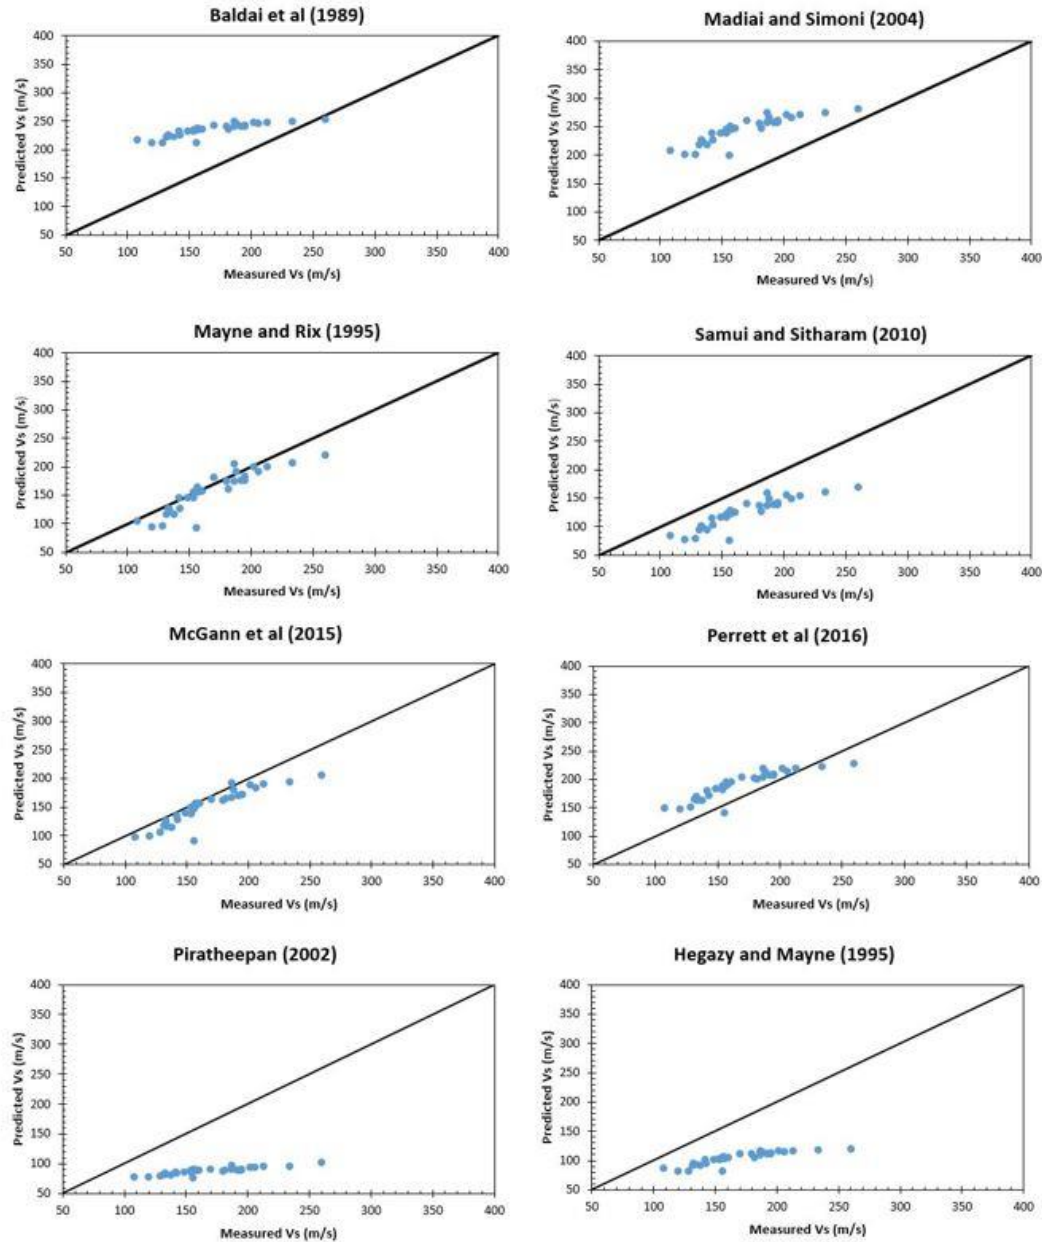 Baldai et al (1989)
400
350
300
250
200
150
100
50
Predicted Vs (m/s)
50 100 150 200 250 300 350 400
Measured Vs (m/s)
Madiai and Simoni (2004)
400
350
300
250
200
150
100
50
Predicted Vs (m/s)
50 100 150 200 250 300 350 400
Measured Vs (m/s)
Mayne and Rix (1995)
400
350
300
250
200
150
100
50
Predicted Vs (m/s)
50 100 150 200 250 300 350 400
Measured Vs (m/s)
Samui and Sitharam (2010)
400
350
300
250
200
150
100
50
Predicted Vs (m/s)
50 100 150 200 250 300 350 400
Measured Vs (m/s)
McGann et al (2015)
400
350
300
250
200
150
100
50
Predicted Vs (m/s)
50 100 150 200 250 300 350 400
Measured Vs (m/s)
Perrett et al (2016)
400
350
300
250
200
150
100
50
Predicted Vs (m/s)
50 100 150 200 250 300 350 400
Measured Vs (m/s)
Piratheepan (2002)
400
350
300
250
200
150
100
50
Predicted Vs (m/s)
50 100 150 200 250 300 350 400
Measured Vs (m/s)
Hegazy and Mayne (1995)
400
350
300
250
200
150
100
50
Predicted Vs (m/s)
50 100 150 200 250 300 350 400
Measured Vs (m/s)